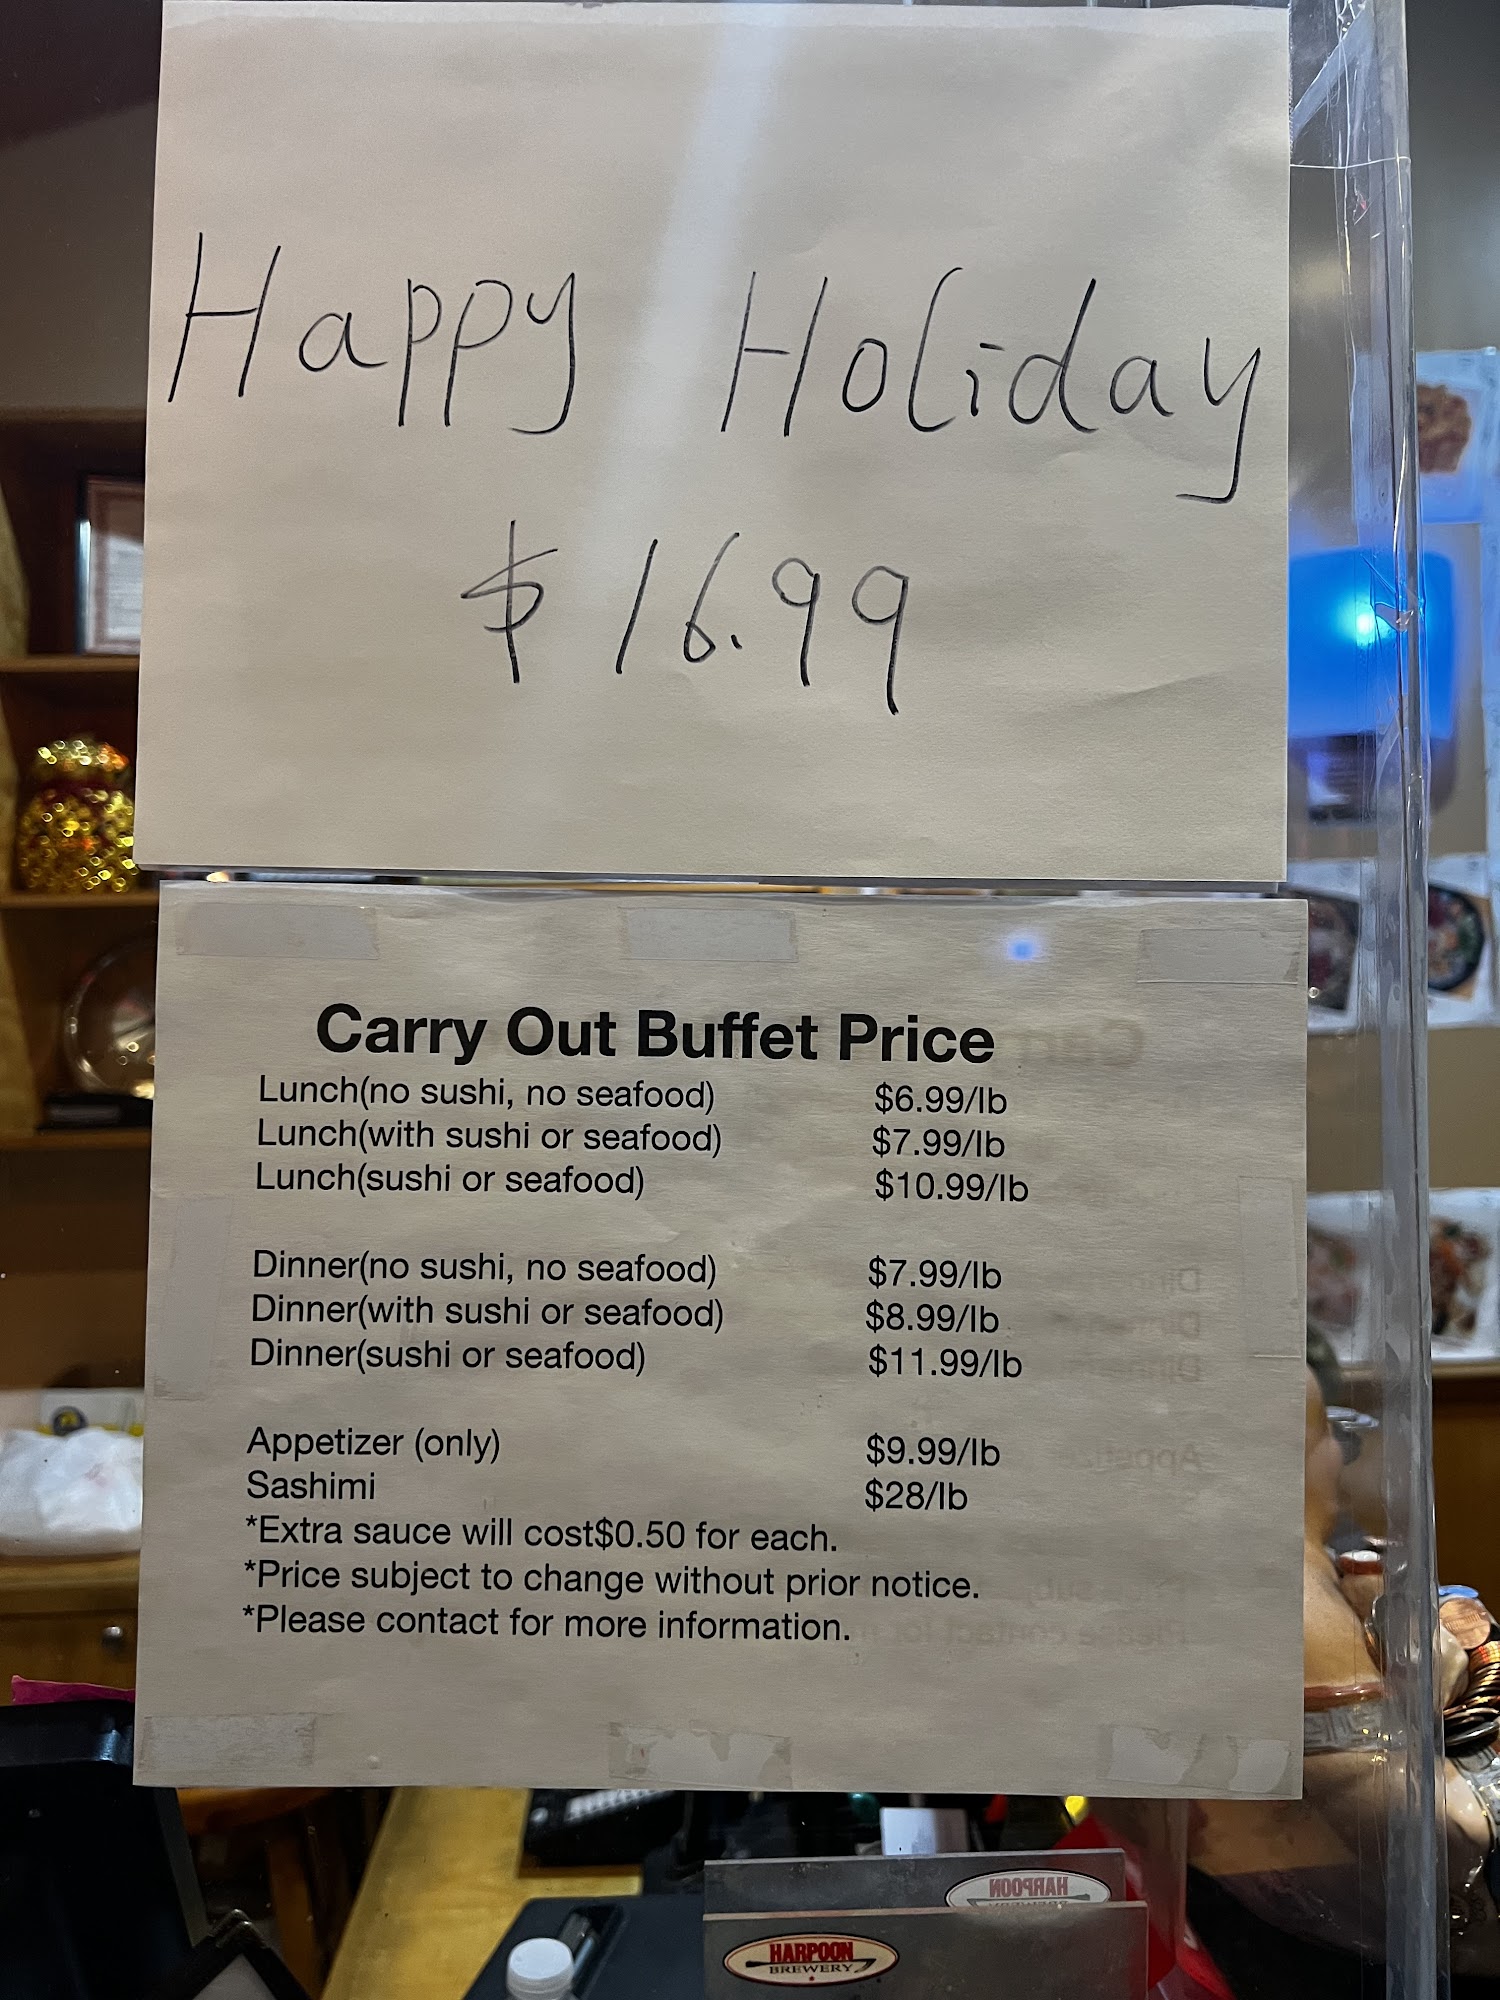 Happy Holiday
$16.99
Carry Out Buffet Price
Lunch(no sushi, no seafood) $6.99/lb
Lunch(with sushi or seafood) $7.99/lb
Lunch(sushi or seafood) $10.99/lb
Dinner(no sushi, no seafood) $7.99/lb
Dinner(with sushi or seafood) $8.99/lb
Dinner(sushi or seafood) $11.99/lb
Appetizer (only) $9.99/lb
Sashimi $28/lb
*Extra sauce will cost$0.50 for each.
*Price subject to change without prior notice.
*Please contact for more information.
HARPOON
HARPOON
BREWERY